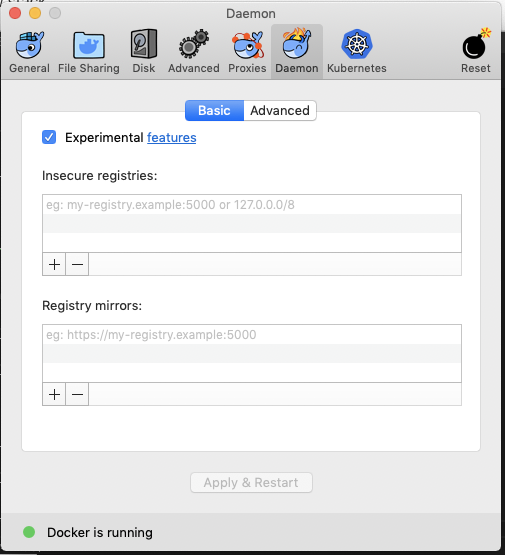 Daemon
General File Sharing Disk Advanced Proxies Daemon Kubernetes Reset
Basic Advanced
Experimental features
Insecure registries:
eg: my-registry.example:5000 or 127.0.0.0/8
+ −
Registry mirrors:
eg: https://my-registry.example:5000
+ −
Apply & Restart
Docker is running